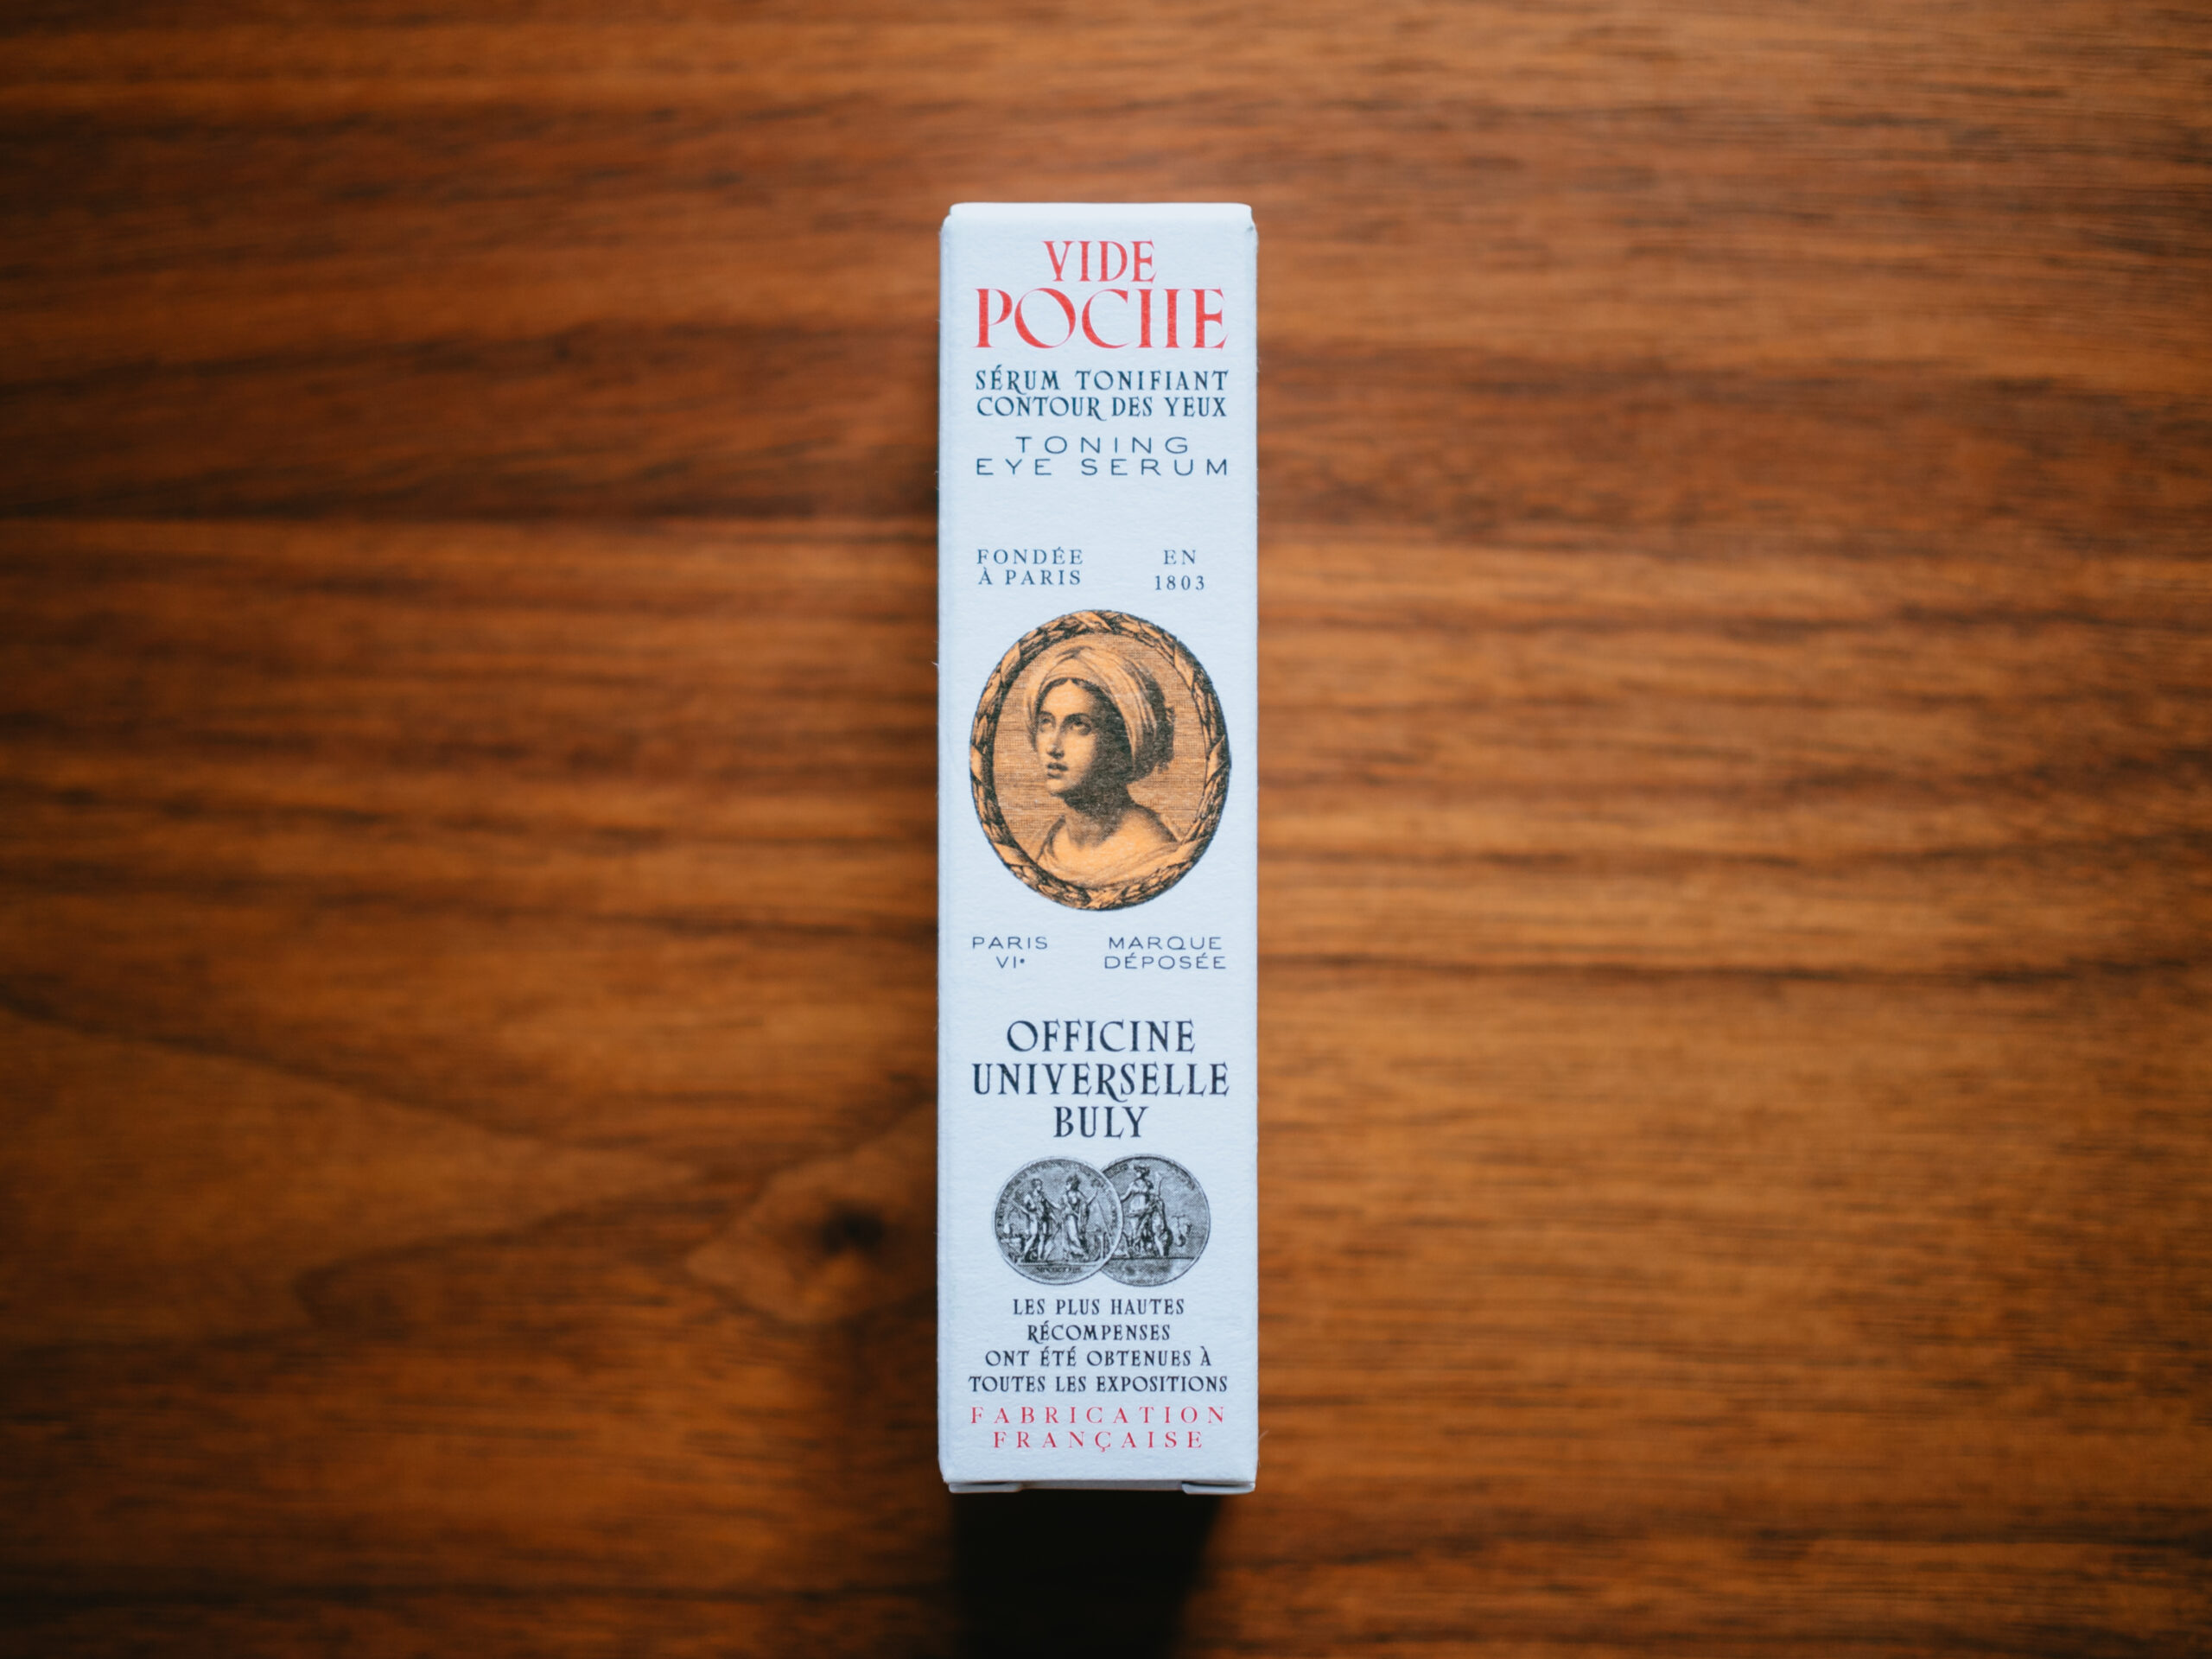 VIDE
POCHE
SÉRUM TONIFIANT
CONTOUR DES YEUX
TONING
EYE SERUM
FONDÉE
À PARIS
EN
1803
PARIS
VIe
MARQUE
DÉPOSÉE
OFFICINE
UNIVERSELLE
BULY
LES PLUS HAUTES
RÉCOMPENSES
ONT ÉTÉ OBTENUES À
TOUTES LES EXPOSITIONS
FABRICATION
FRANÇAISE